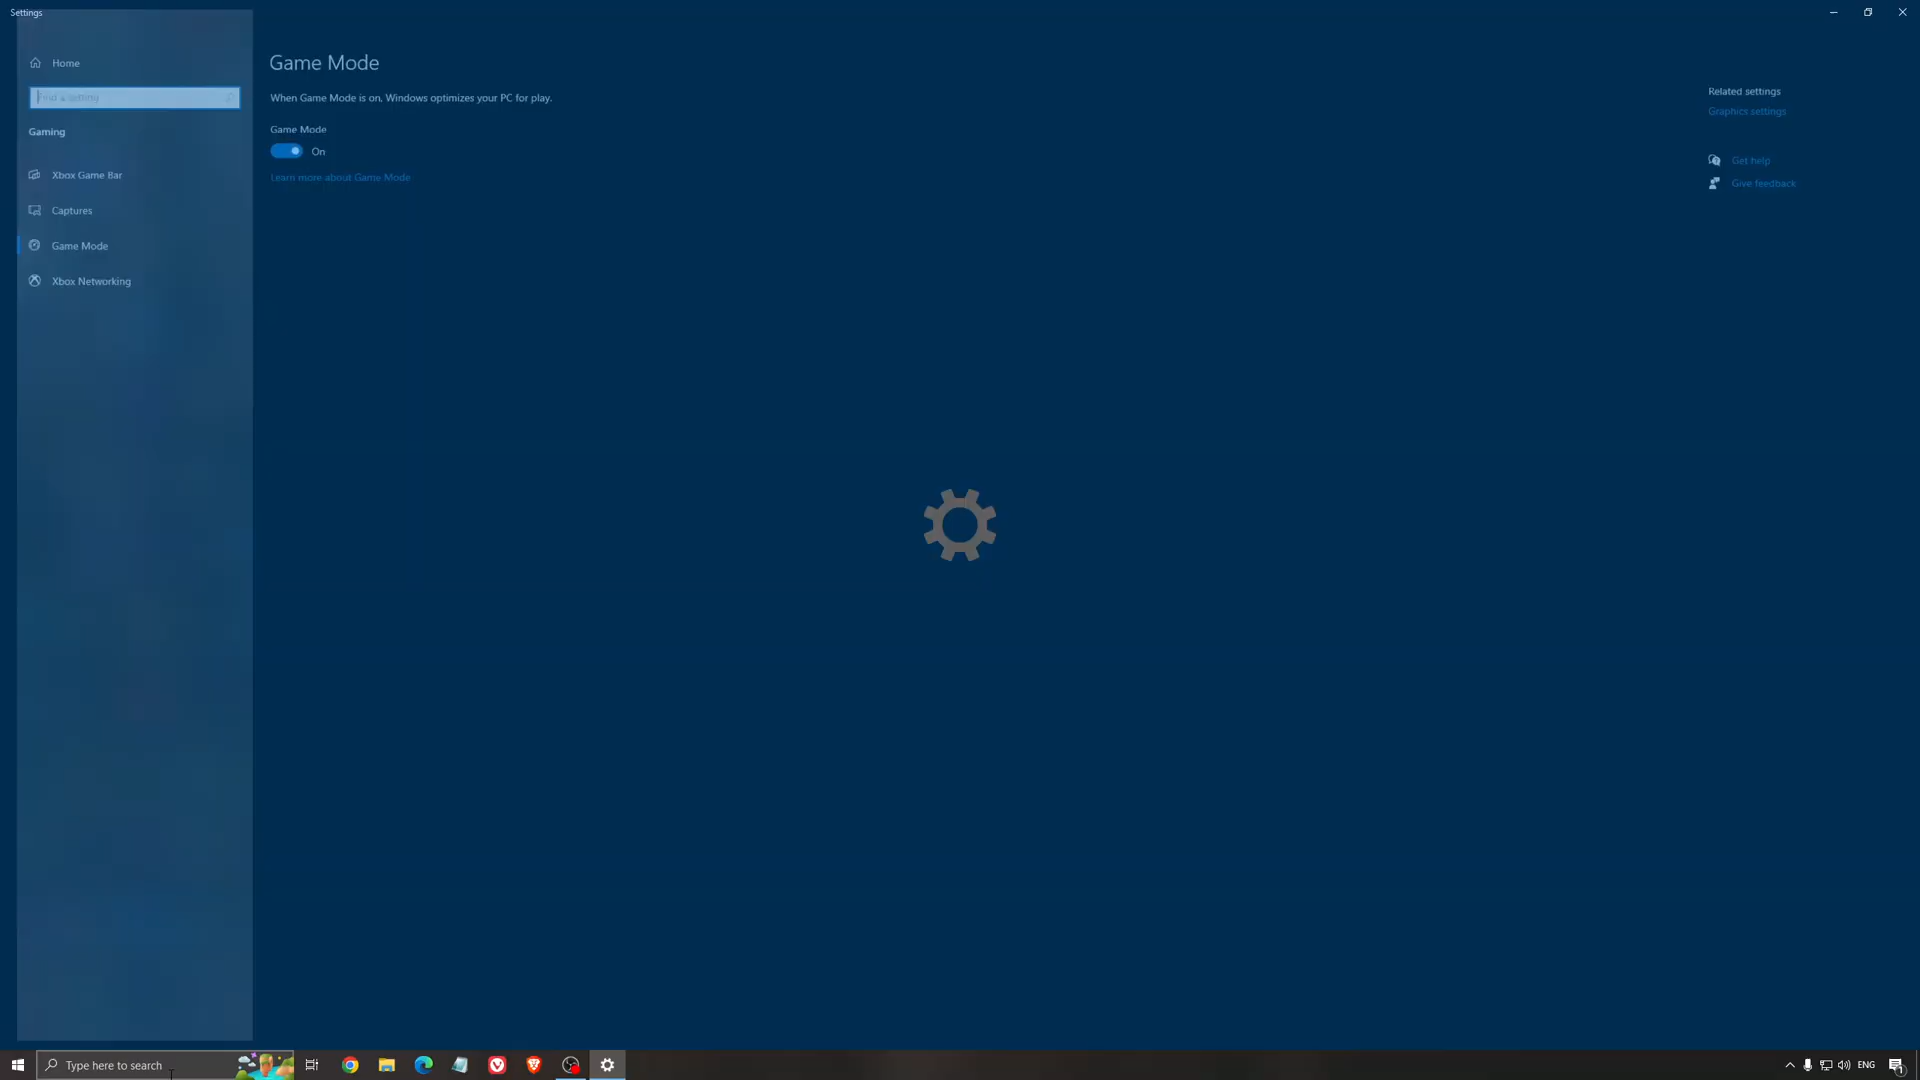 Settings
Home
Find a setting
Gaming
Xbox Game Bar
Captures
Game Mode
Xbox Networking
Game Mode
When Game Mode is on, Windows optimizes your PC for play.
Game Mode
On
Learn more about Game Mode
Related settings
Graphics settings
Get help
Give feedback
Type here to search
ENG
1